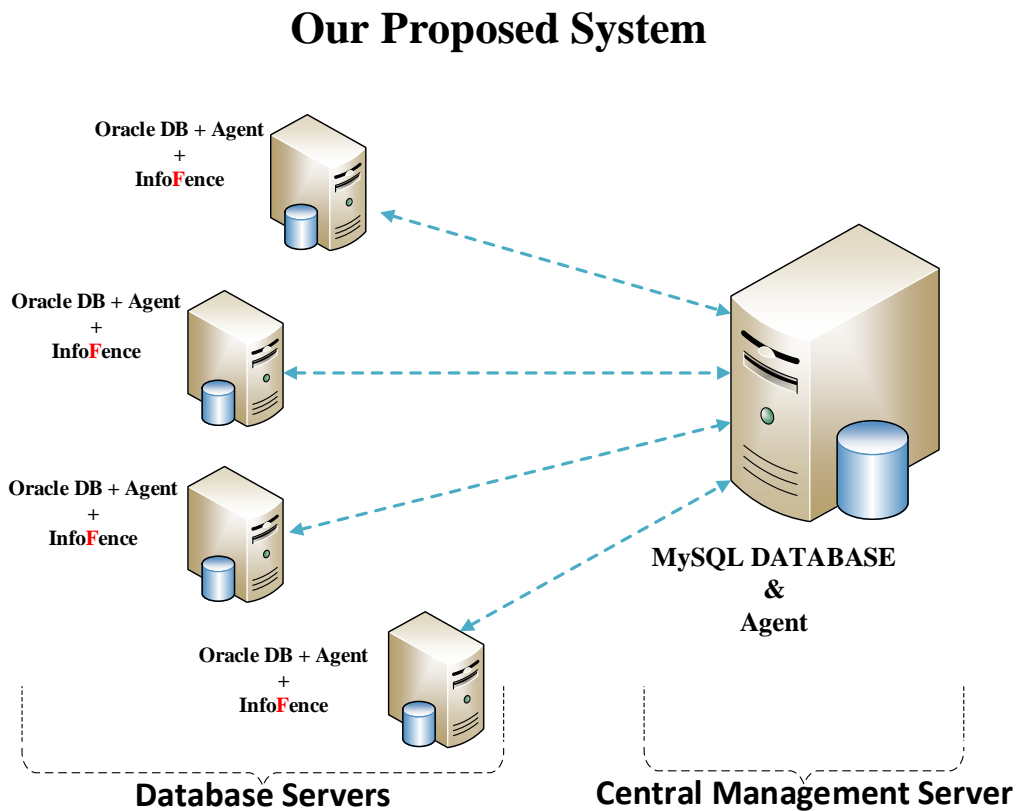 Our Proposed System
Oracle DB + Agent
+
InfoFence
Oracle DB + Agent
+
InfoFence
Oracle DB + Agent
+
InfoFence
Oracle DB + Agent
+
InfoFence
MySQL DATABASE
&
Agent
Database Servers
Central Management Server